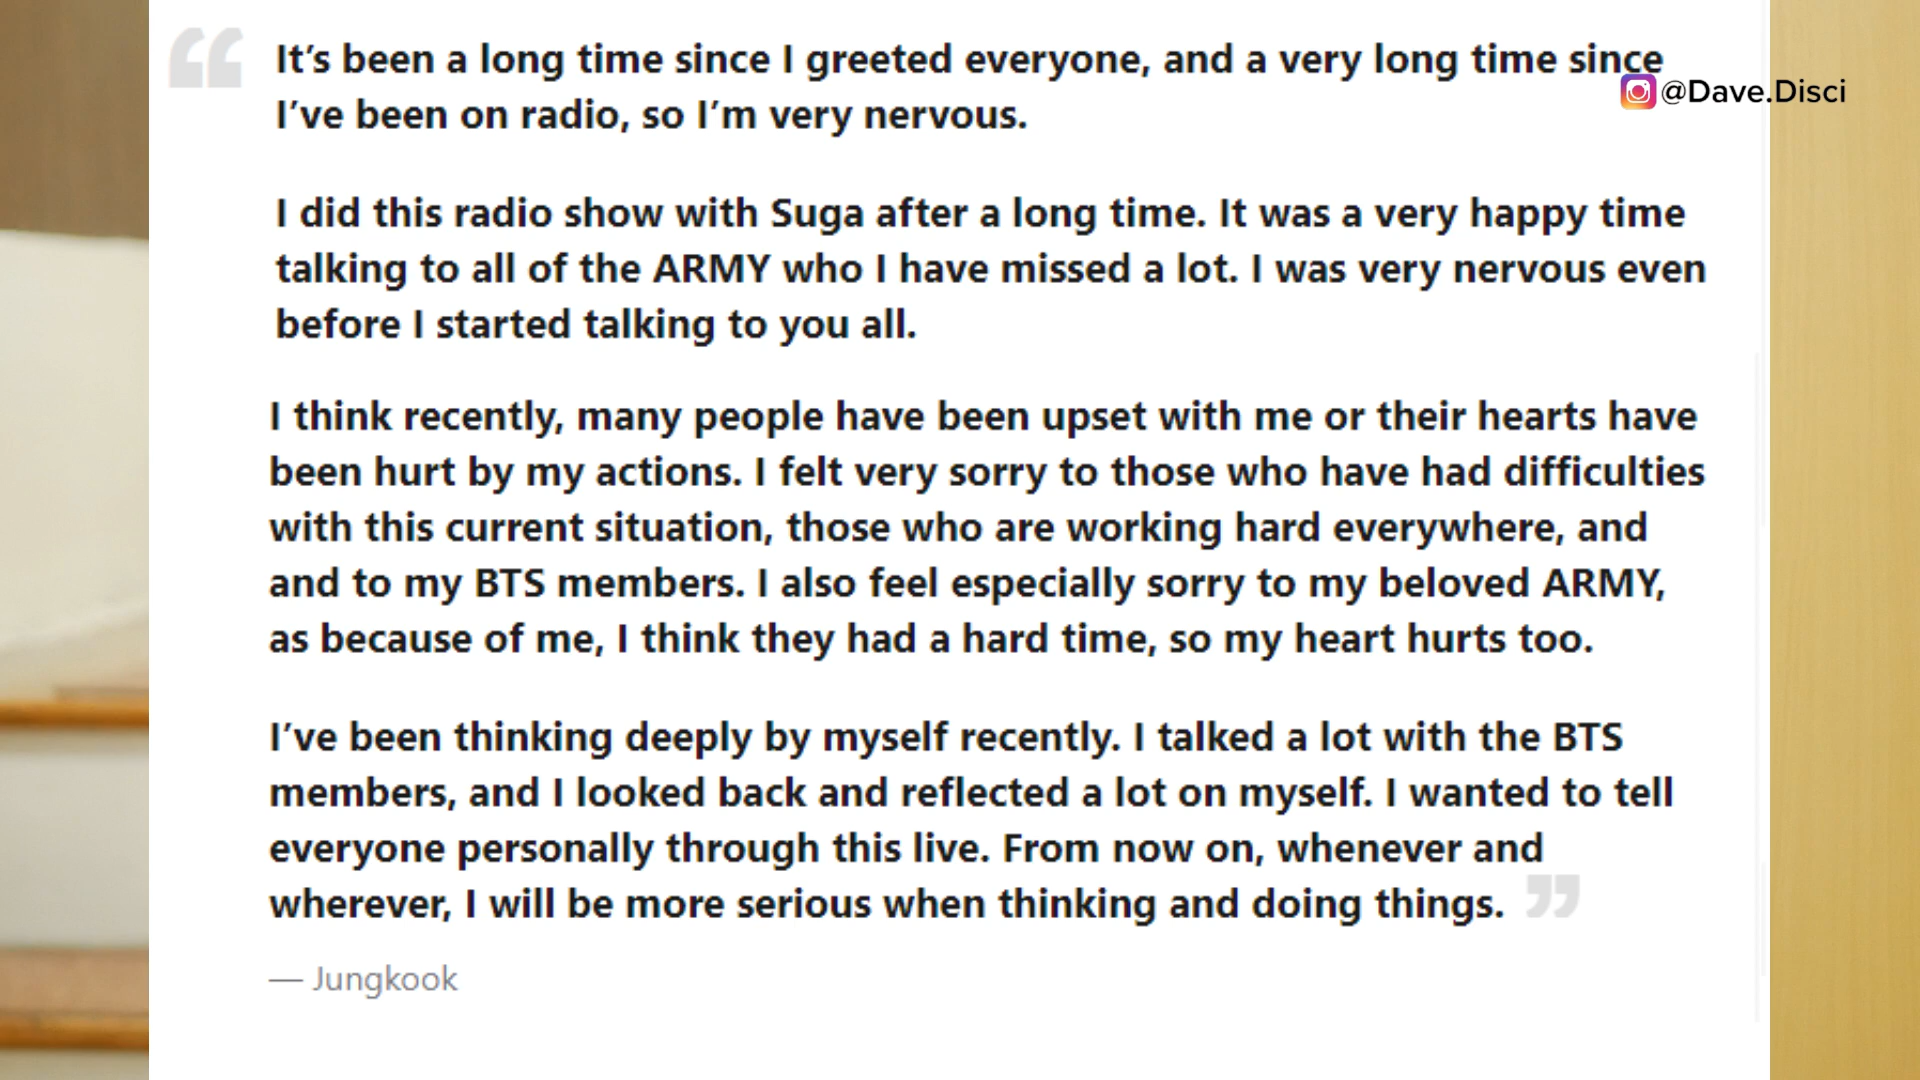 “
It’s been a long time since I greeted everyone, and a very long time since
@Dave.Disci
I’ve been on radio, so I’m very nervous.
I did this radio show with Suga after a long time. It was a very happy time
talking to all of the ARMY who I have missed a lot. I was very nervous even
before I started talking to you all.
I think recently, many people have been upset with me or their hearts have
been hurt by my actions. I felt very sorry to those who have had difficulties
with this current situation, those who are working hard everywhere, and
and to my BTS members. I also feel especially sorry to my beloved ARMY,
as because of me, I think they had a hard time, so my heart hurts too.
I’ve been thinking deeply by myself recently. I talked a lot with the BTS
members, and I looked back and reflected a lot on myself. I wanted to tell
everyone personally through this live. From now on, whenever and
wherever, I will be more serious when thinking and doing things. ”
— Jungkook